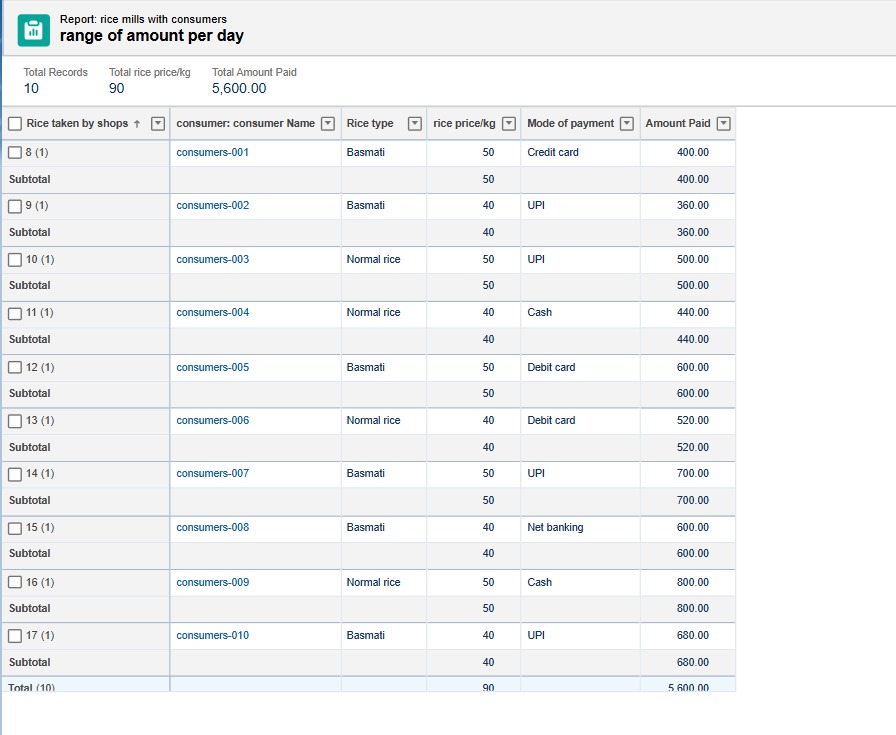 Report: rice mills with consumers
range of amount per day
Total Records Total rice price/kg Total Amount Paid
10 90 5,600.00
Rice taken by shops ↑ consumer: consumer Name Rice type rice price/kg Mode of payment Amount Paid
8 (1) consumers-001 Basmati 50 Credit card 400.00
Subtotal 50 400.00
9 (1) consumers-002 Basmati 40 UPI 360.00
Subtotal 40 360.00
10 (1) consumers-003 Normal rice 50 UPI 500.00
Subtotal 50 500.00
11 (1) consumers-004 Normal rice 40 Cash 440.00
Subtotal 40 440.00
12 (1) consumers-005 Basmati 50 Debit card 600.00
Subtotal 50 600.00
13 (1) consumers-006 Normal rice 40 Debit card 520.00
Subtotal 40 520.00
14 (1) consumers-007 Basmati 50 UPI 700.00
Subtotal 50 700.00
15 (1) consumers-008 Basmati 40 Net banking 600.00
Subtotal 40 600.00
16 (1) consumers-009 Normal rice 50 Cash 800.00
Subtotal 50 800.00
17 (1) consumers-010 Basmati 40 UPI 680.00
Subtotal 40 680.00
Total (10) 90 5,600.00